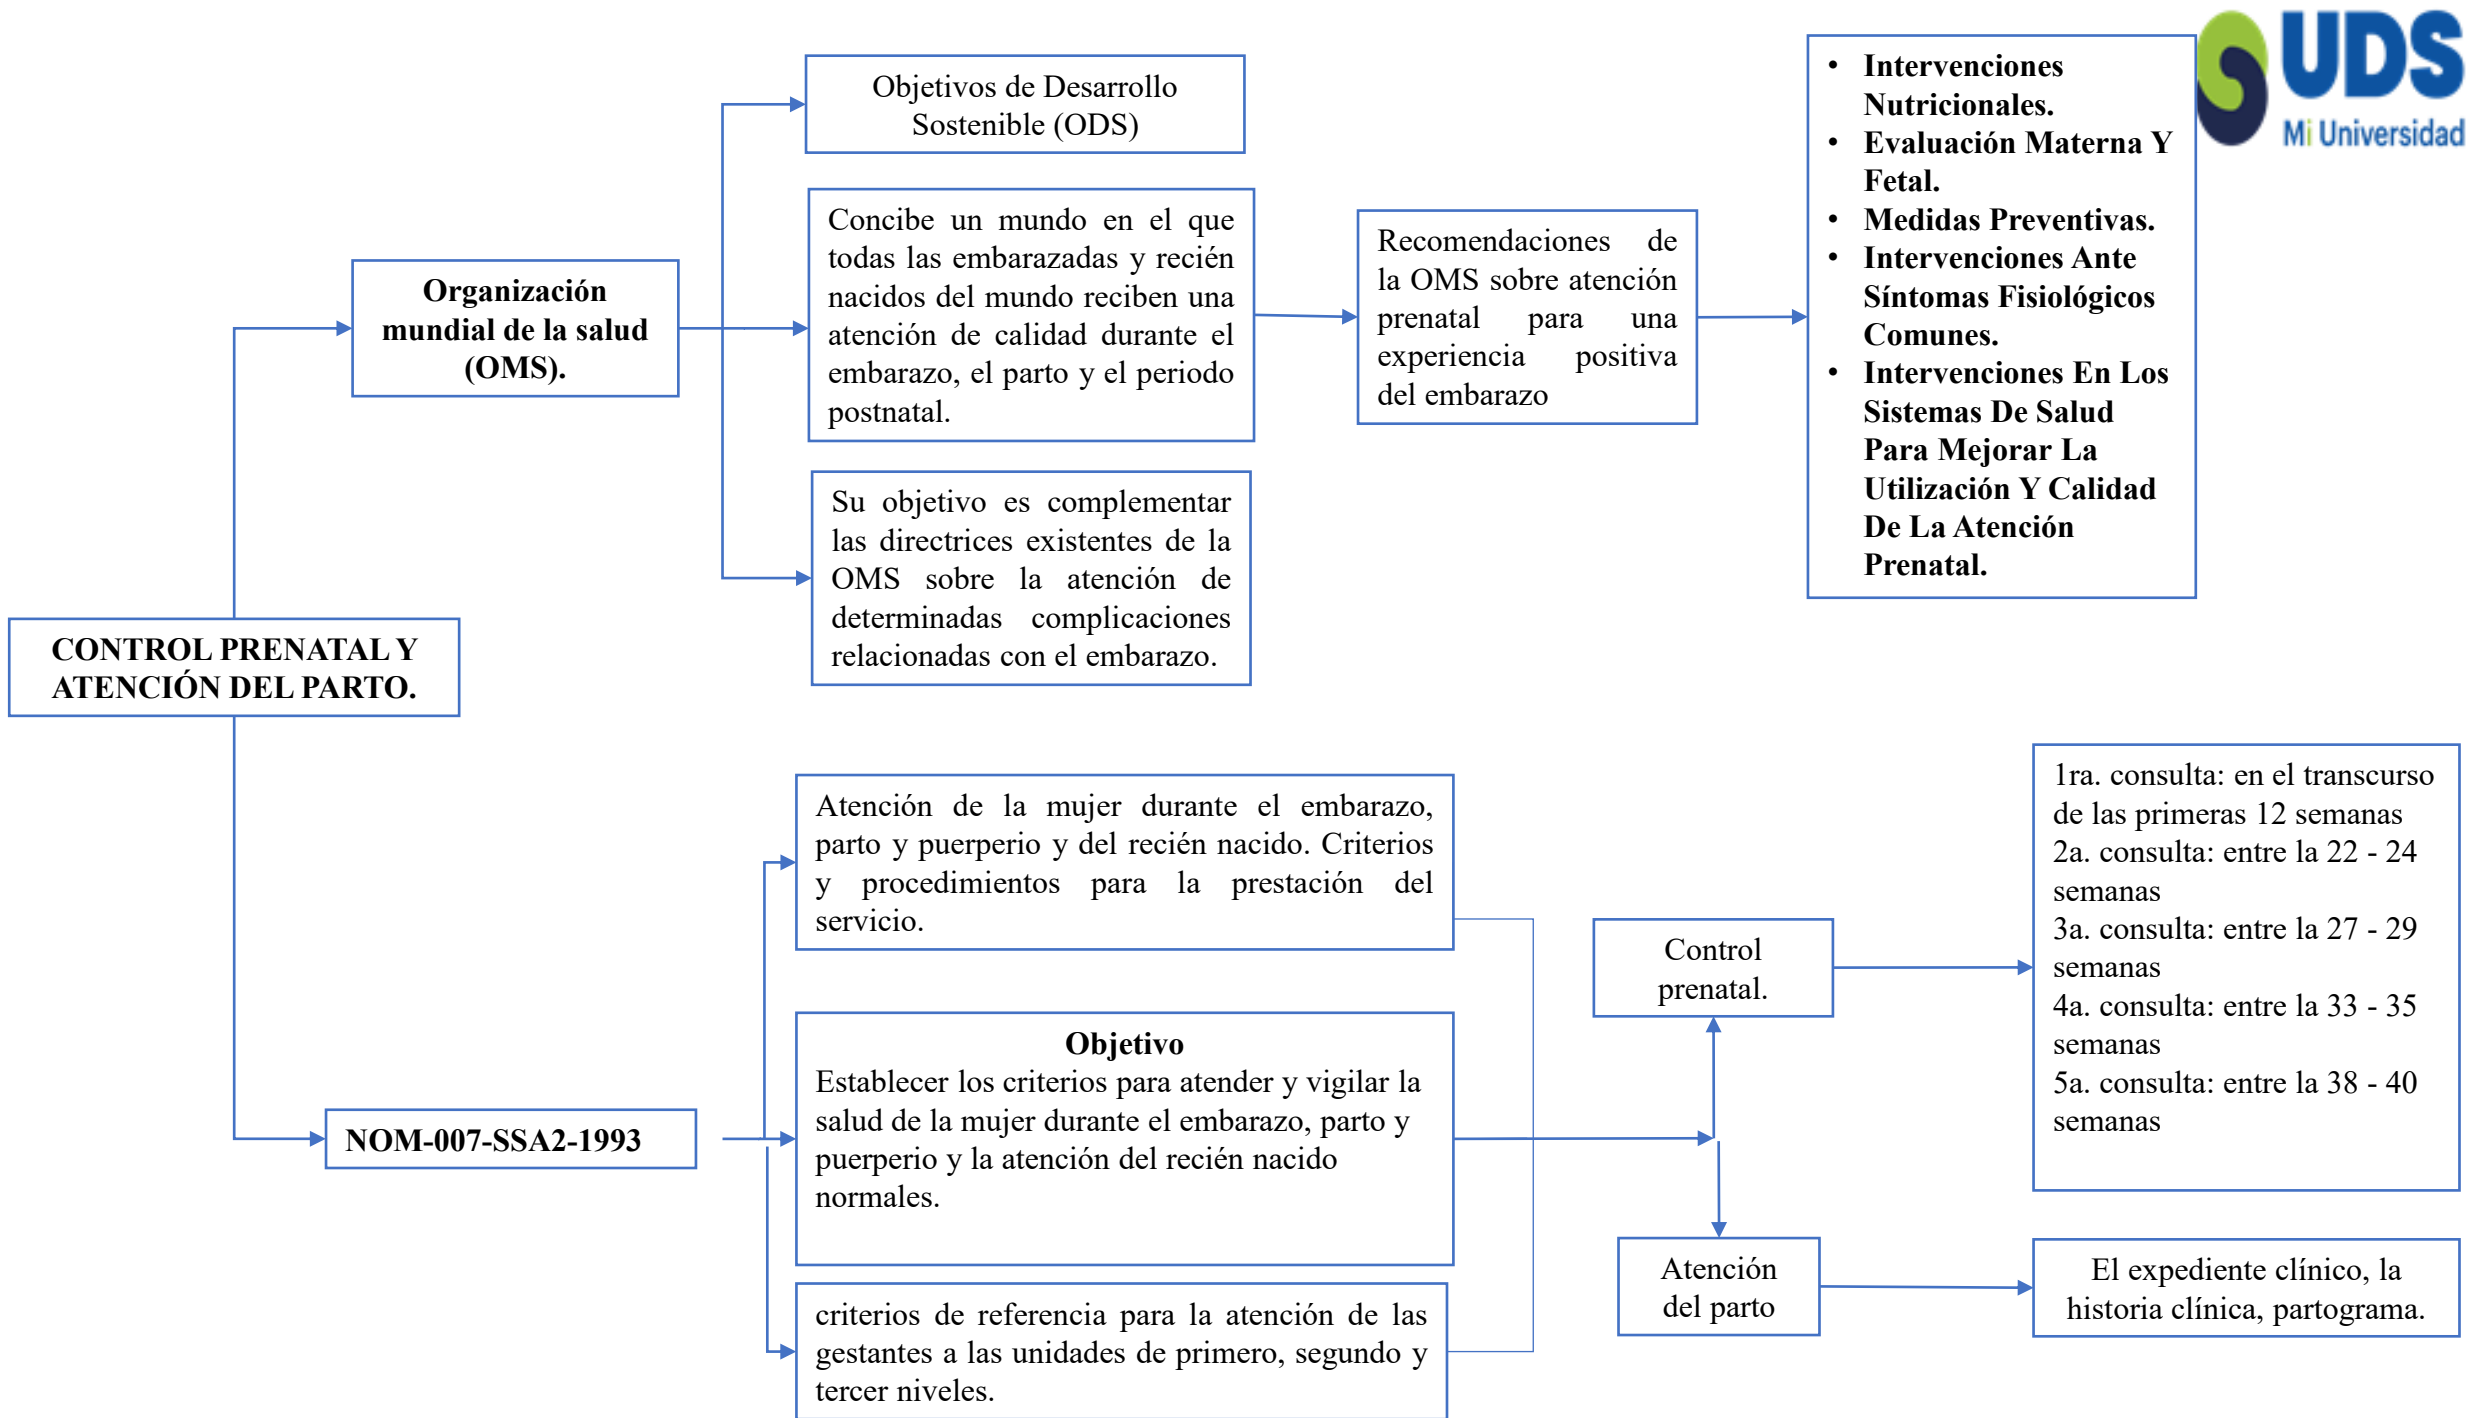 UDS
Mi Universidad
Objetivos de Desarrollo
Sostenible (ODS)
Concibe un mundo en el que
todas las embarazadas y recién
nacidos del mundo reciben una
atención de calidad durante el
embarazo, el parto y el periodo
postnatal.
Su objetivo es complementar
las directrices existentes de la
OMS sobre la atención de
determinadas complicaciones
relacionadas con el embarazo.
Organización
mundial de la salud
(OMS).
Recomendaciones de
la OMS sobre atención
prenatal para una
experiencia positiva
del embarazo
• Intervenciones
Nutricionales.
• Evaluación Materna Y
Fetal.
• Medidas Preventivas.
• Intervenciones Ante
Síntomas Fisiológicos
Comunes.
• Intervenciones En Los
Sistemas De Salud
Para Mejorar La
Utilización Y Calidad
De La Atención
Prenatal.
CONTROL PRENATAL Y
ATENCIÓN DEL PARTO.
NOM-007-SSA2-1993
Atención de la mujer durante el embarazo,
parto y puerperio y del recién nacido. Criterios
y procedimientos para la prestación del
servicio.
Objetivo
Establecer los criterios para atender y vigilar la
salud de la mujer durante el embarazo, parto y
puerperio y la atención del recién nacido
normales.
criterios de referencia para la atención de las
gestantes a las unidades de primero, segundo y
tercer niveles.
Control
prenatal.
Atención
del parto
1ra. consulta: en el transcurso
de las primeras 12 semanas
2a. consulta: entre la 22 - 24
semanas
3a. consulta: entre la 27 - 29
semanas
4a. consulta: entre la 33 - 35
semanas
5a. consulta: entre la 38 - 40
semanas
El expediente clínico, la
historia clínica, partograma.